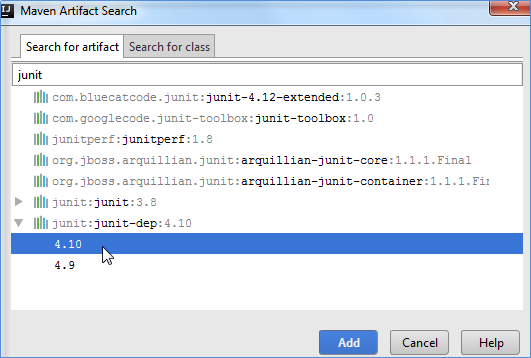 IJ Maven Artifact Search
Search for artifact Search for class
junit
com.bluecatcode.junit:junit-4.12-extended:1.0.3
com.googlecode.junit-toolbox:junit-toolbox:1.0
junitperf:junitperf:1.8
org.jboss.arquillian.junit:arquillian-junit-core:1.1.1.Final
org.jboss.arquillian.junit:arquillian-junit-container:1.1.1.Fin
junit:junit:3.8
junit:junit-dep:4.10
4.10
4.9
Add Cancel Help